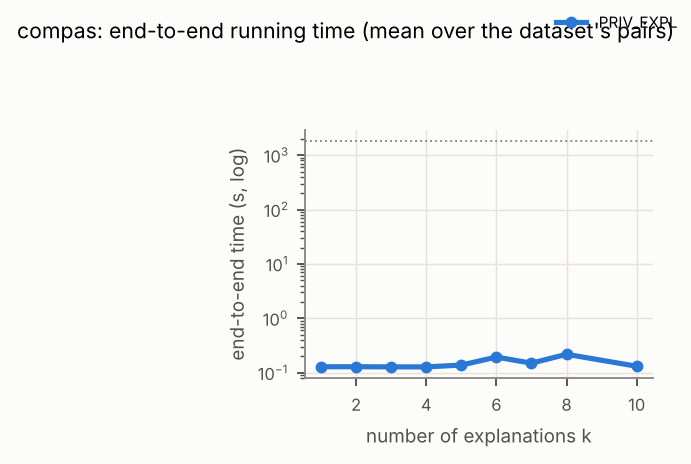 PRIV_EXPL
compas: end-to-end running time (mean over the dataset's pairs)
end-to-end time (s, log)
10³
10²
10¹
10⁰
10⁻¹
2 4 6 8 10
number of explanations k